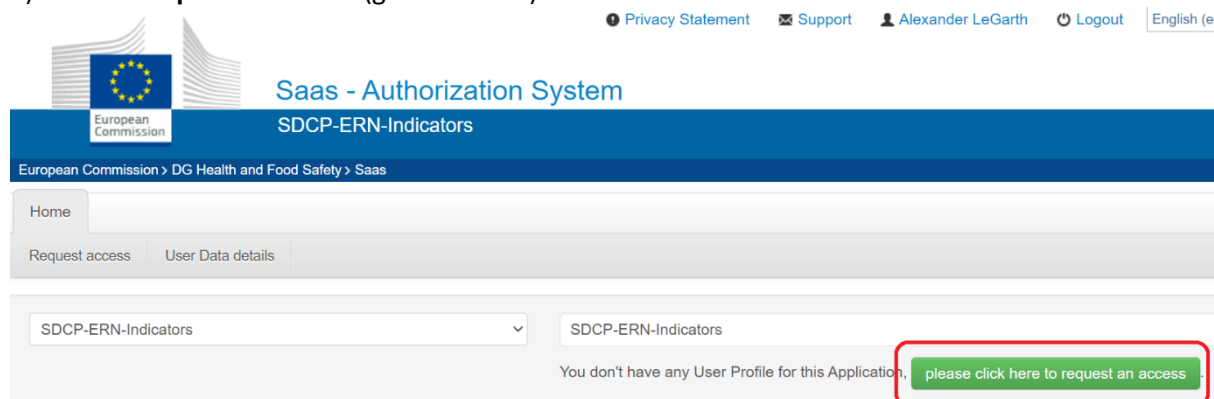 Privacy Statement Support Alexander LeGarth Logout English (e
Saas - Authorization System
European
Commission
SDCP-ERN-Indicators
European Commission > DG Health and Food Safety > Saas
Home
Request access User Data details
SDCP-ERN-Indicators SDCP-ERN-Indicators
You don't have any User Profile for this Application, please click here to request an access .